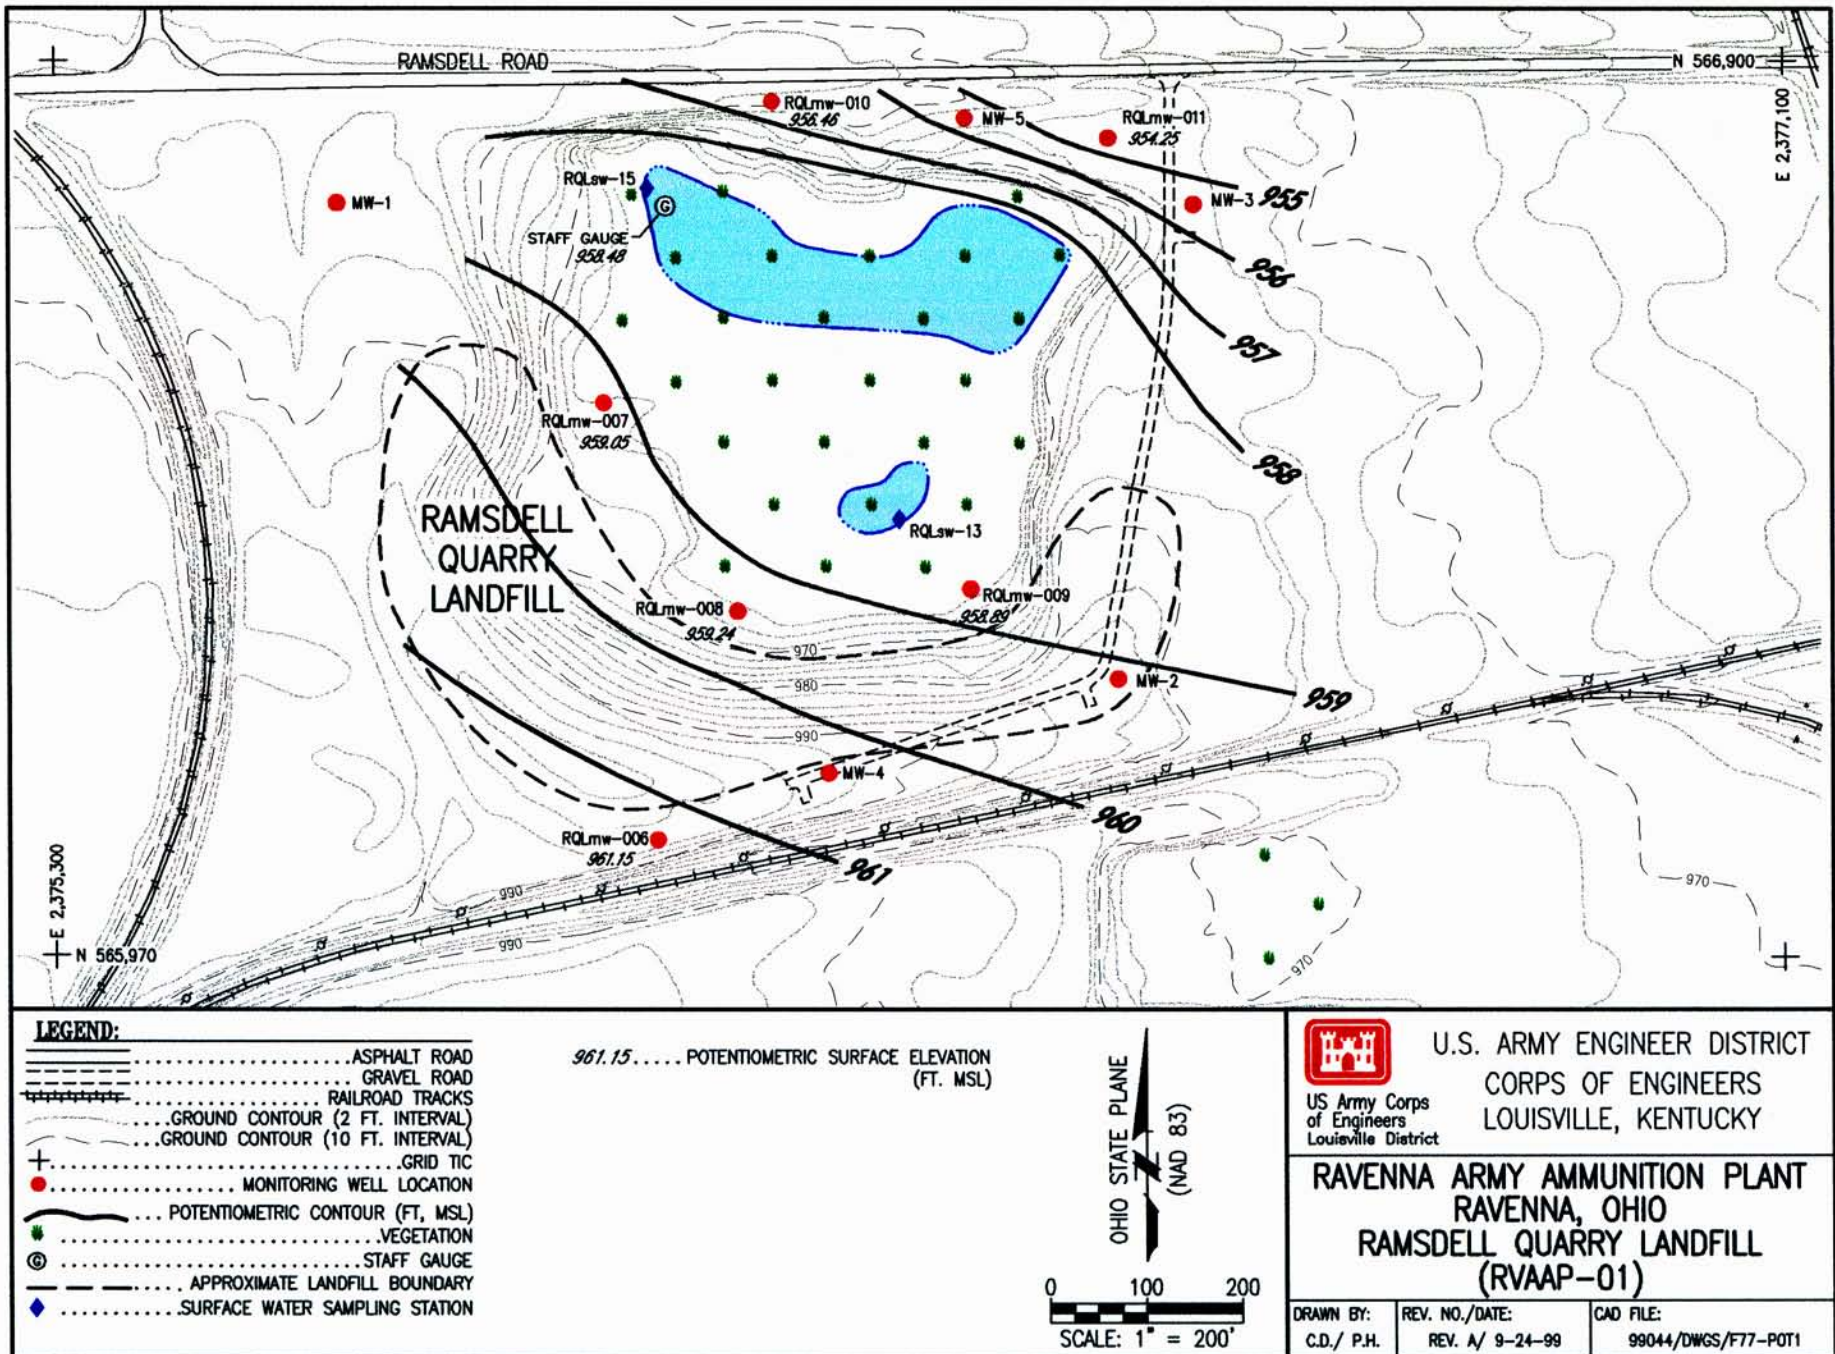 RAMSDELL ROAD
N 566,900
E 2,377,100
RQLmw-010
956.46
MW-5
RQLmw-011
954.25
RQLsw-15
MW-1
MW-3
955
STAFF GAUGE
958.48
G
956
957
RQLmw-007
959.05
958
RAMSDELL
QUARRY
LANDFILL
RQLsw-13
RQLmw-008
959.24
RQLmw-009
958.89
970
MW-2
980
959
990
MW-4
960
RQLmw-006
961.15
961
970
990
E 2,375,300
N 565,970
990
970
LEGEND:
ASPHALT ROAD
GRAVEL ROAD
RAILROAD TRACKS
GROUND CONTOUR (2 FT. INTERVAL)
GROUND CONTOUR (10 FT. INTERVAL)
GRID TIC
MONITORING WELL LOCATION
POTENTIOMETRIC CONTOUR (FT, MSL)
VEGETATION
G STAFF GAUGE
APPROXIMATE LANDFILL BOUNDARY
SURFACE WATER SAMPLING STATION
961.15..... POTENTIOMETRIC SURFACE ELEVATION
(FT. MSL)
OHIO STATE PLANE
(NAD 83)
N
0 100 200
SCALE: 1" = 200'
US Army Corps
of Engineers
Louisville District
U.S. ARMY ENGINEER DISTRICT
CORPS OF ENGINEERS
LOUISVILLE, KENTUCKY
RAVENNA ARMY AMMUNITION PLANT
RAVENNA, OHIO
RAMSDELL QUARRY LANDFILL
(RVAAP-01)
DRAWN BY:
C.D./ P.H.
REV. NO./DATE:
REV. A/ 9-24-99
CAD FILE:
99044/DWGS/F77-POT1